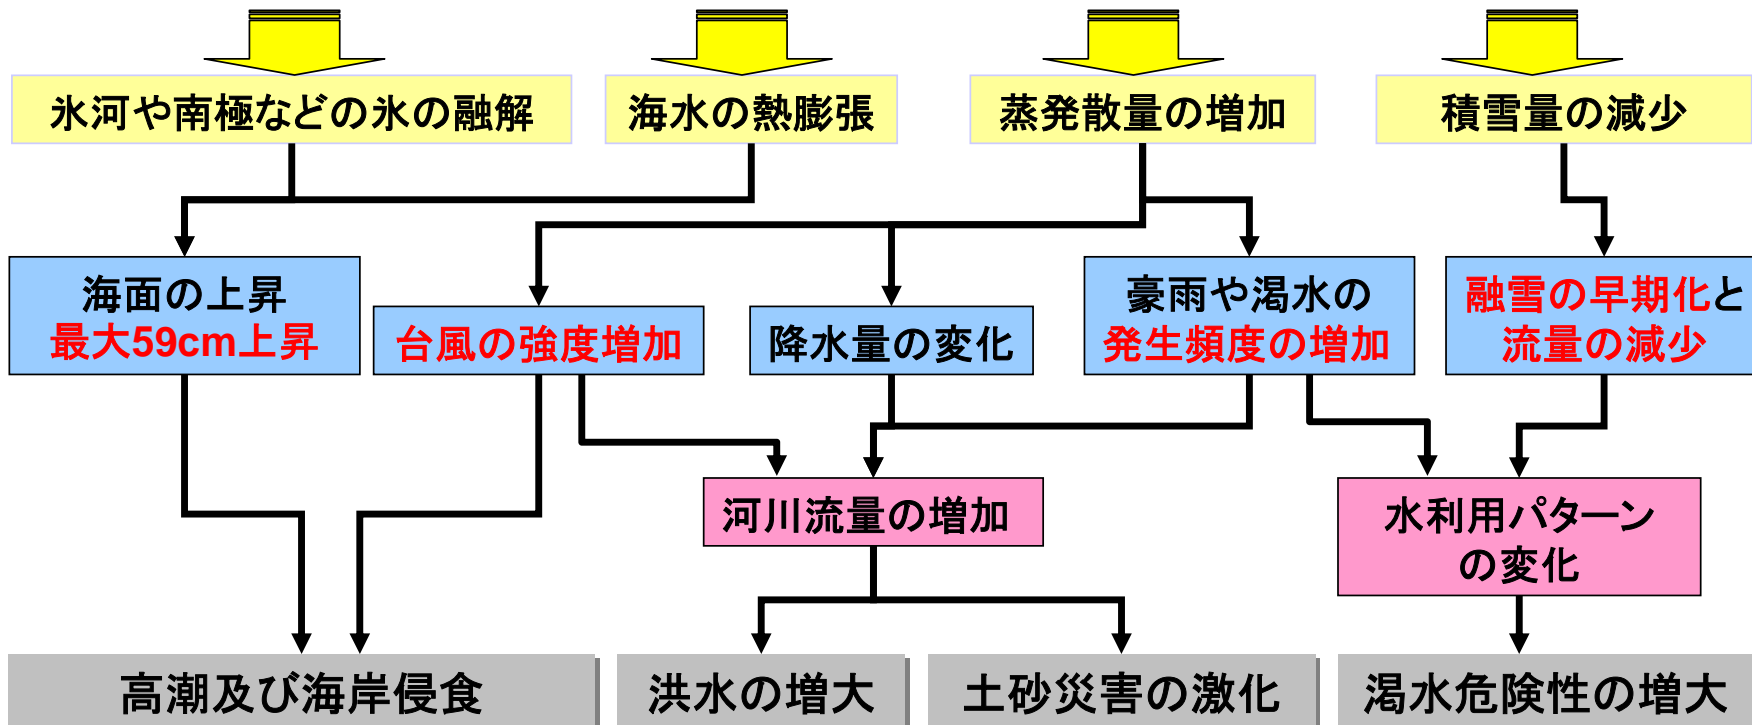 氷河や南極などの氷の融解
海水の熱膨張
蒸発散量の増加
積雪量の減少
海面の上昇
最大59cm上昇
台風の強度増加
降水量の変化
豪雨や渇水の
発生頻度の増加
融雪の早期化と
流量の減少
河川流量の増加
水利用パターン
の変化
高潮及び海岸侵食
洪水の増大
土砂災害の激化
渇水危険性の増大